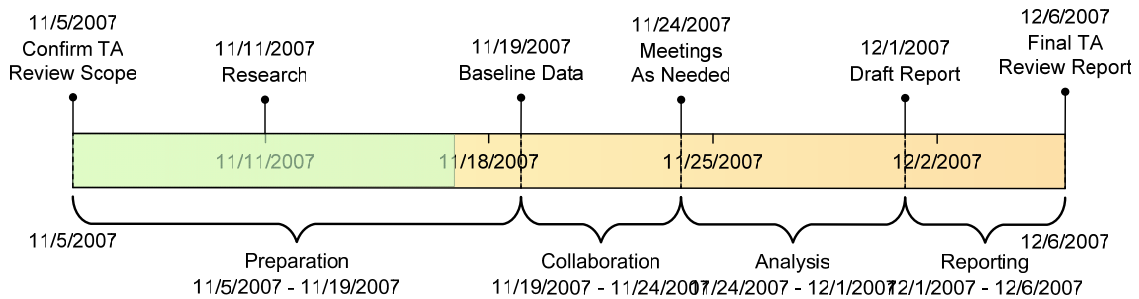 11/5/2007
Confirm TA
Review Scope
11/11/2007
Research
11/19/2007
Baseline Data
11/24/2007
Meetings
As Needed
12/1/2007
Draft Report
12/6/2007
Final TA
Review Report
11/11/2007
11/18/2007
11/25/2007
12/2/2007
11/5/2007
12/6/2007
Preparation
11/5/2007 - 11/19/2007
Collaboration
11/19/2007 - 11/24/2007
Analysis
11/24/2007 - 12/1/2007
Reporting
12/1/2007 - 12/6/2007